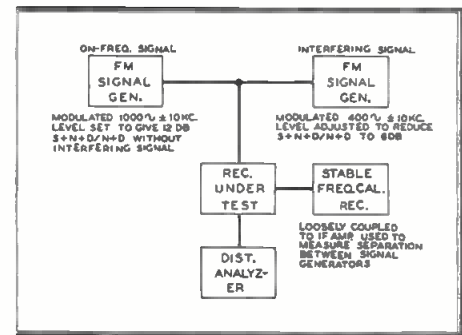 ON-FREQ. SIGNAL
FM
SIGNAL
GEN.
MODULATED 1000~ ± 10KC.
LEVEL SET TO GIVE 12 DB
S+N+D/N+D WITHOUT
INTERFERING SIGNAL
INTERFERING SIGNAL
FM
SIGNAL
GEN.
MODULATED 400~ ± 10KC.
LEVEL ADJUSTED TO REDUCE
S+N+D/N+D TO 6DB
REC.
UNDER
TEST
STABLE
FREQ.CAL.
REC.
LOOSELY COUPLED
TO IF AMP. USED TO
MEASURE SEPARATION
BETWEEN SIGNAL
GENERATORS
DIST.
ANALYZ-
ER